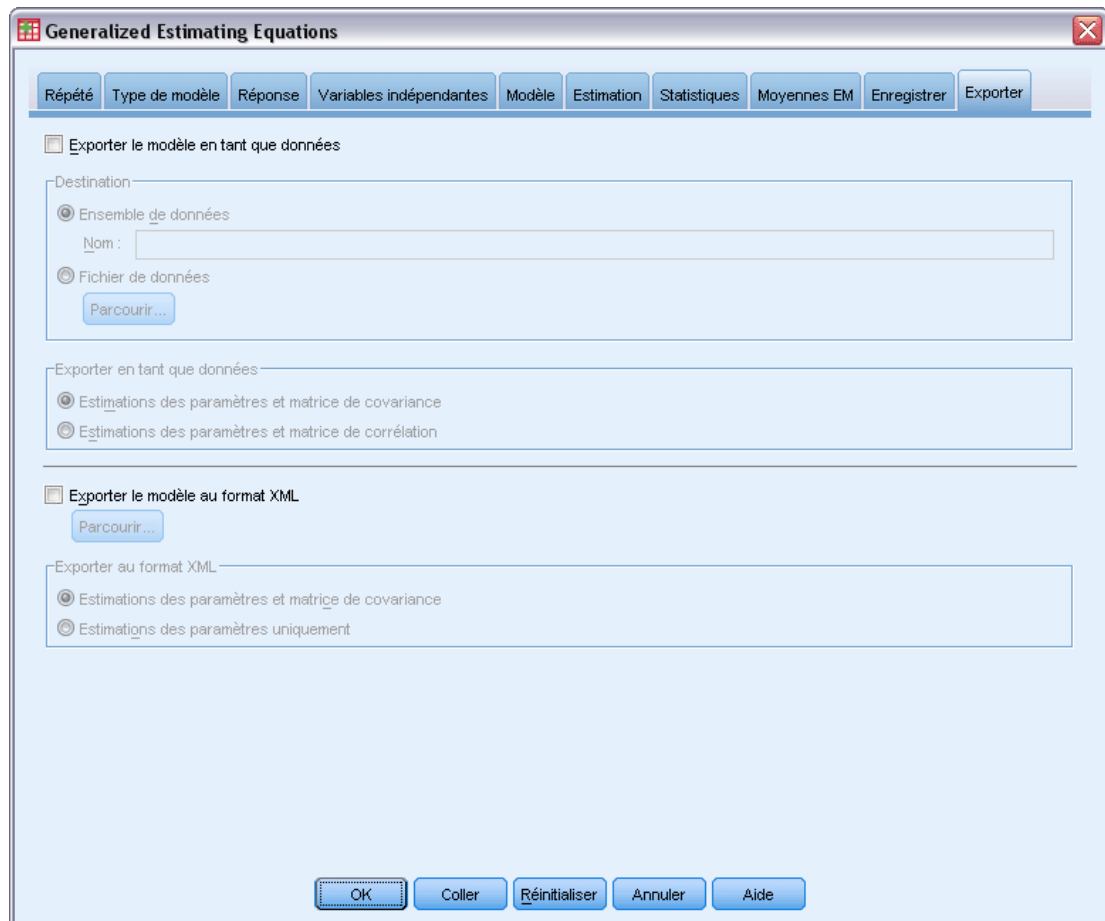 Generalized Estimating Equations
Répété Type de modèle Réponse Variables indépendantes Modèle Estimation Statistiques Moyennes EM Enregistrer Exporter
Exporter le modèle en tant que données
Destination
Ensemble de données
Nom :
Fichier de données
Parcourir...
Exporter en tant que données
Estimations des paramètres et matrice de covariance
Estimations des paramètres et matrice de corrélation
Exporter le modèle au format XML
Parcourir...
Exporter au format XML
Estimations des paramètres et matrice de covariance
Estimations des paramètres uniquement
OK Coller Réinitialiser Annuler Aide